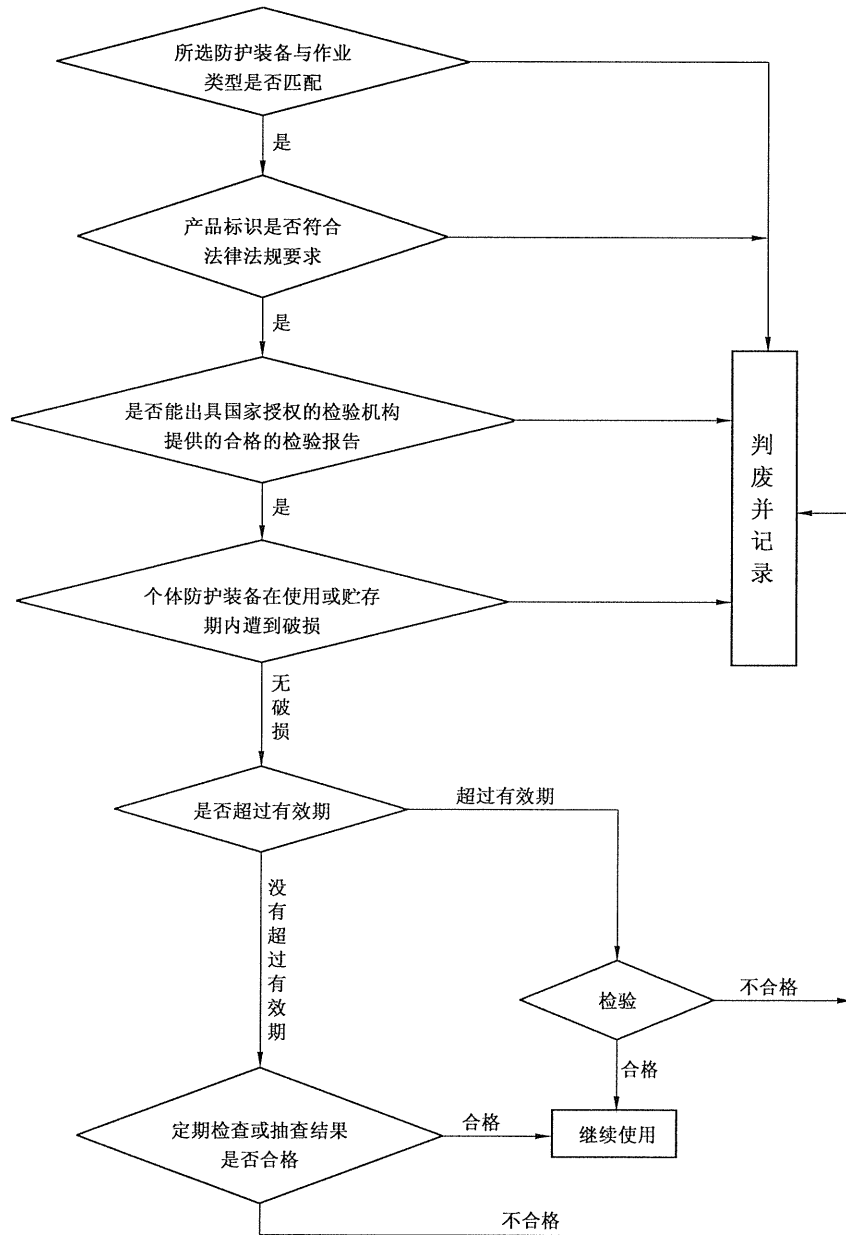 所选防护装备与作业
类型是否匹配
是
产品标识是否符合
法律法规要求
是
是否能出具国家授权的检验机构
提供的合格的检验报告
是
判废并记录
个体防护装备在使用或贮存
期内遭到破损
无破损
是否超过有效期
超过有效期
没有超过有效期
检验
不合格
合格
定期检查或抽查结果
是否合格
合格
继续使用
不合格